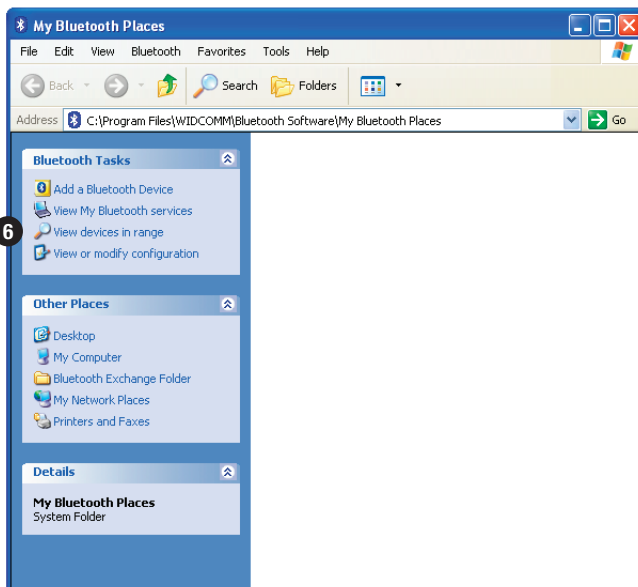 My Bluetooth Places
File Edit View Bluetooth Favorites Tools Help
Back Search Folders
Address C:\Program Files\WIDCOMM\Bluetooth Software\My Bluetooth Places Go
Bluetooth Tasks
Add a Bluetooth Device
View My Bluetooth services
6 View devices in range
View or modify configuration
Other Places
Desktop
My Computer
Bluetooth Exchange Folder
My Network Places
Printers and Faxes
Details
My Bluetooth Places
System Folder